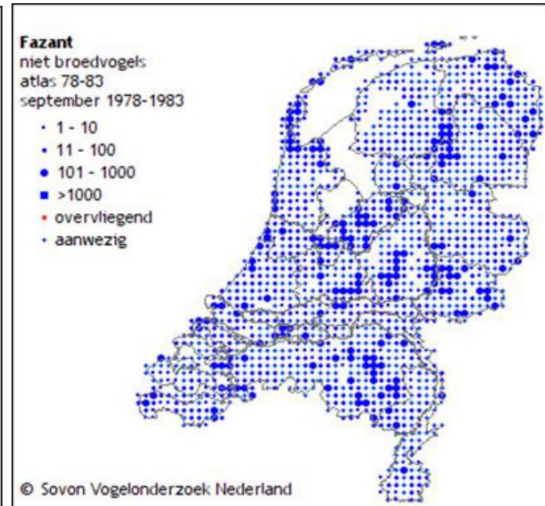 Fazant
niet broedvogels
atlas 78-83
september 1978-1983
1 - 10
11 - 100
101 - 1000
>1000
overvliegend
aanwezig
© Sovon Vogelonderzoek Nederland